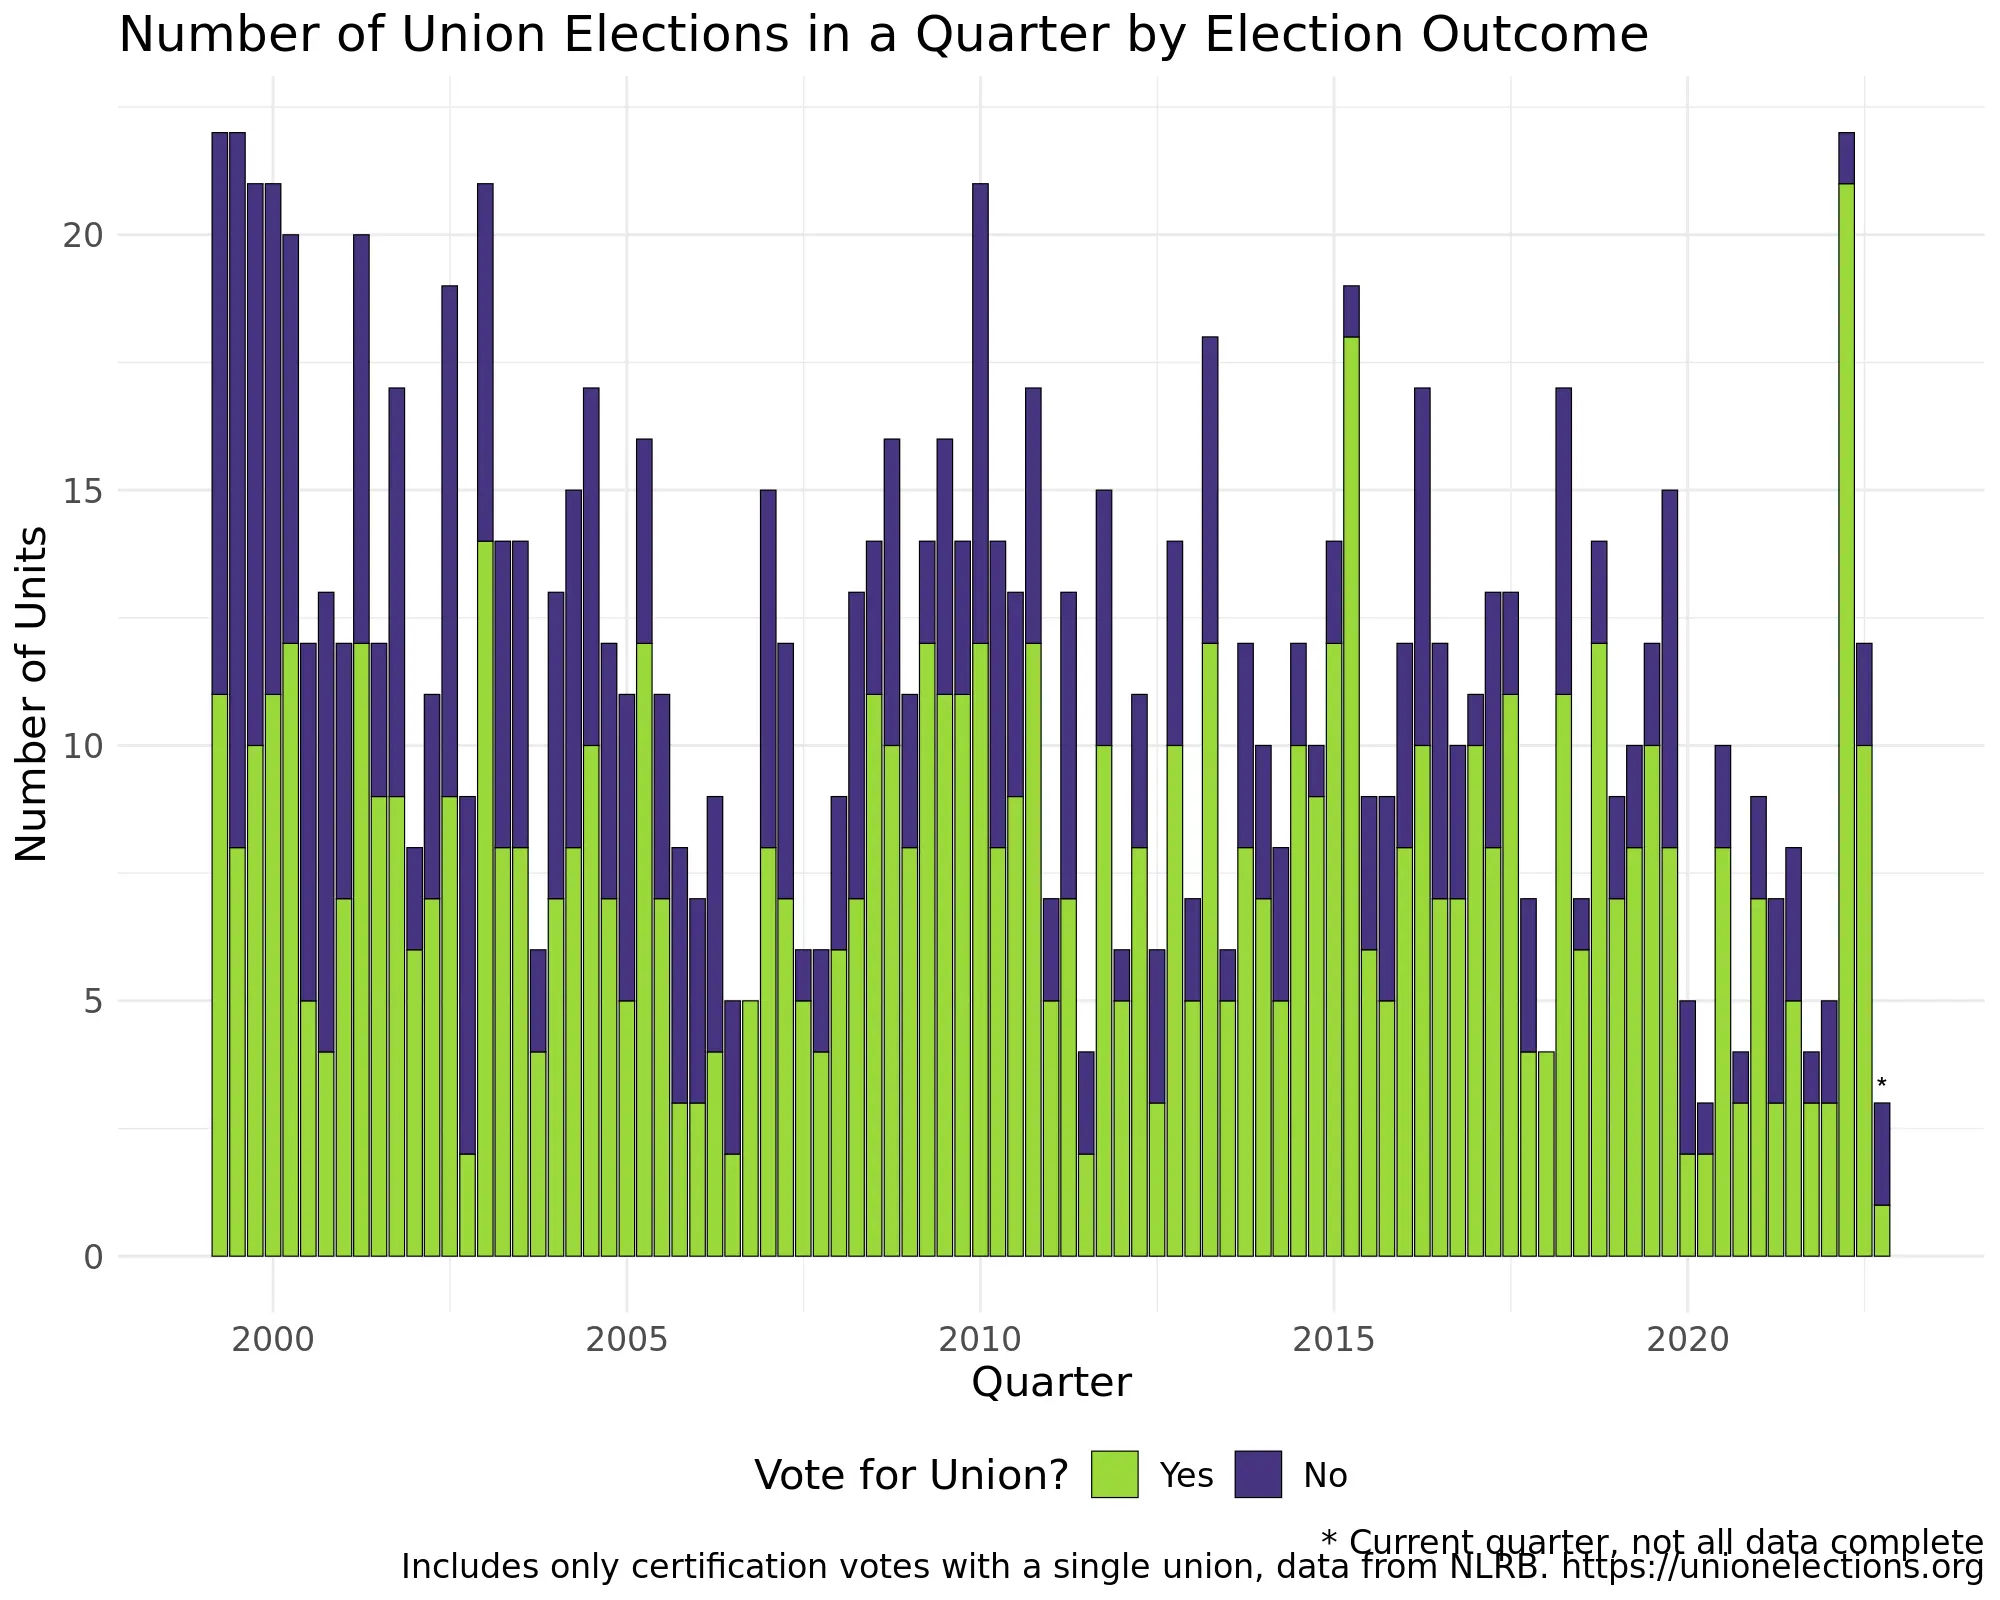 Number of Union Elections in a Quarter by Election Outcome
20
15
10
5
0
Number of Units
*
2000 2005 2010 2015 2020
Quarter
Vote for Union? Yes No
* Current quarter, not all data complete
Includes only certification votes with a single union, data from NLRB. https://unionelections.org